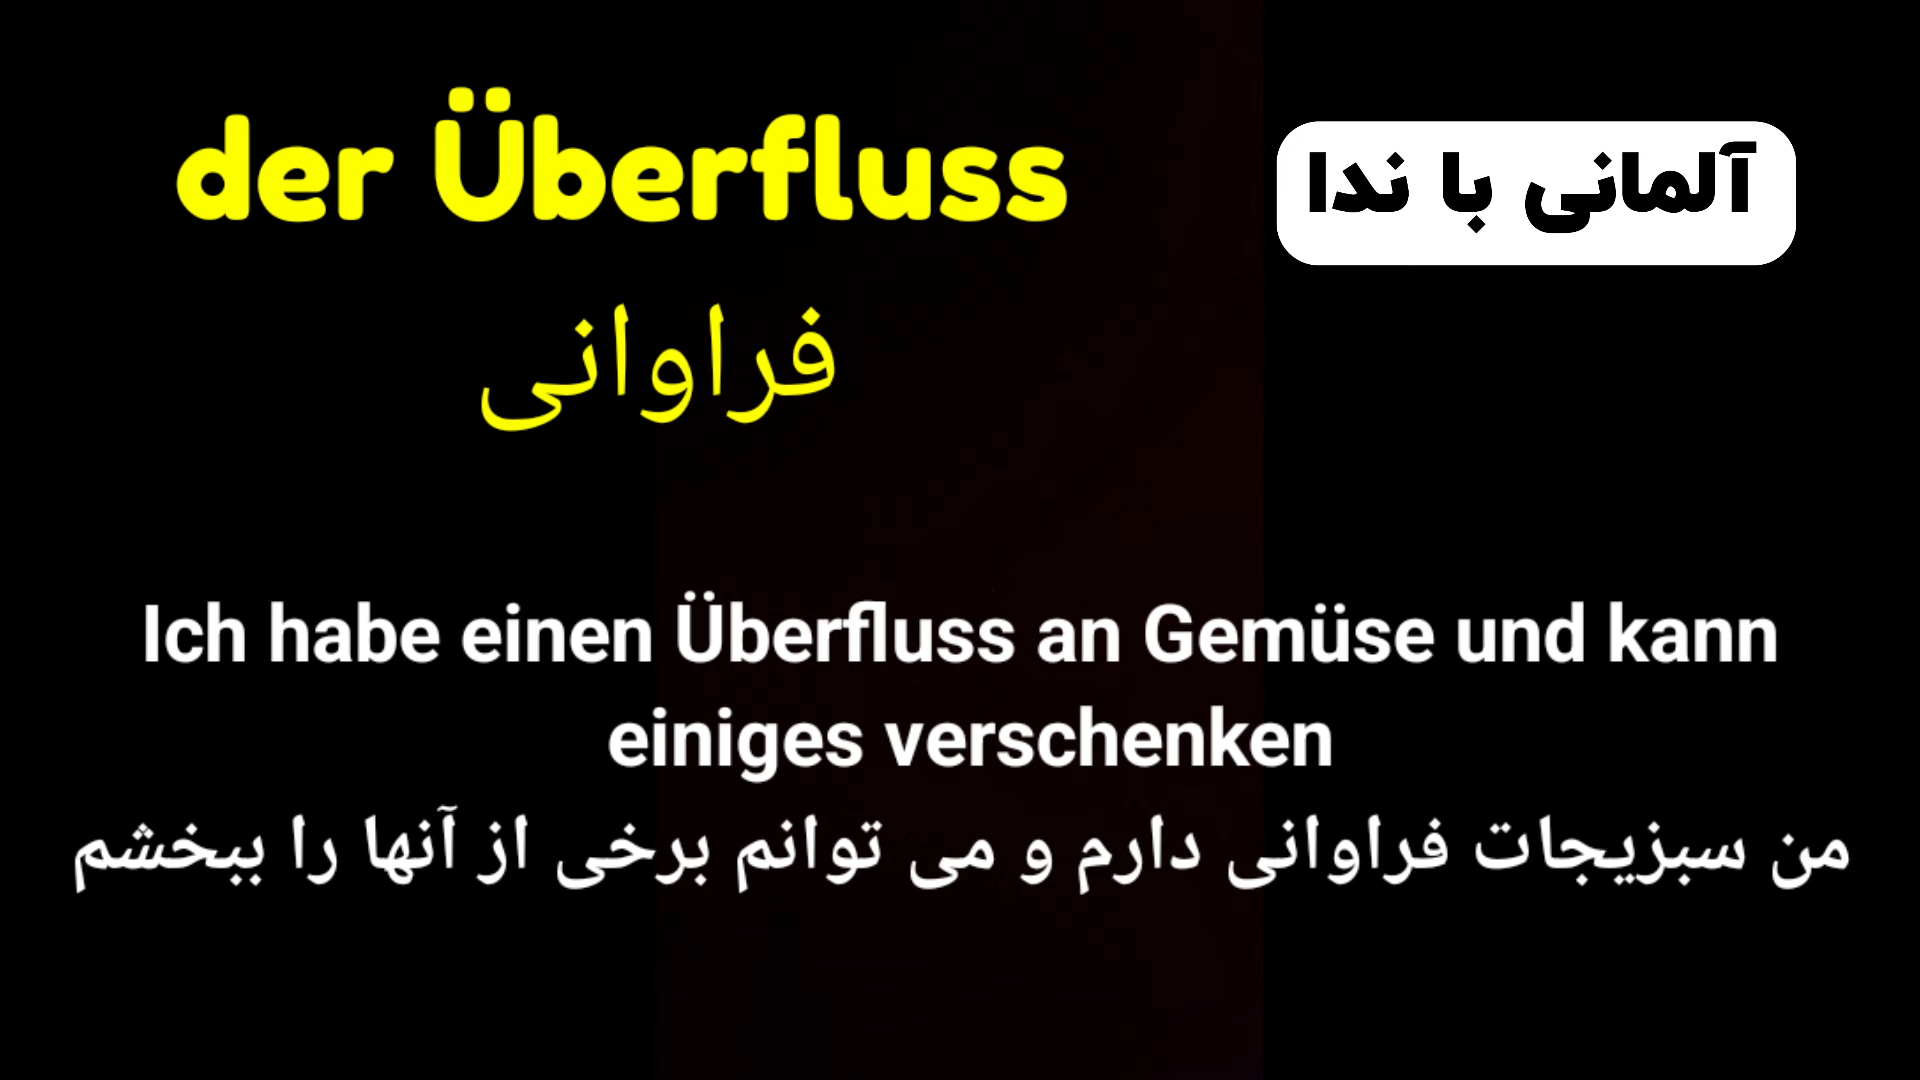 der Überfluss
آلمانی با ندا
فراوانی
Ich habe einen Überfluss an Gemüse und kann
einiges verschenken
من سبزیجات فراوانی دارم و می توانم برخی از آنها را ببخشم